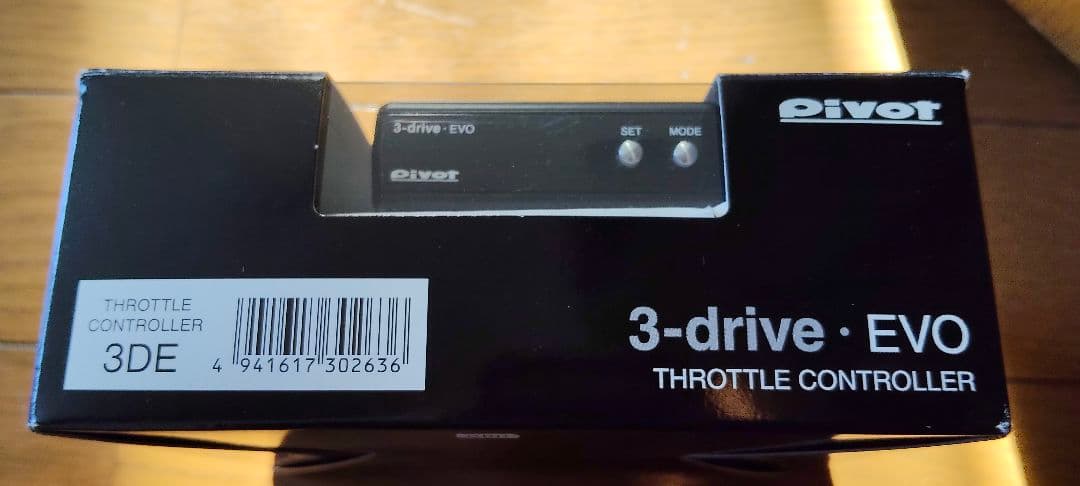 3-drive・EVO
SET
MODE
Pivot
Pivot
THROTTLE
CONTROLLER
3DE
4 941617 302636
3-drive・EVO
THROTTLE CONTROLLER